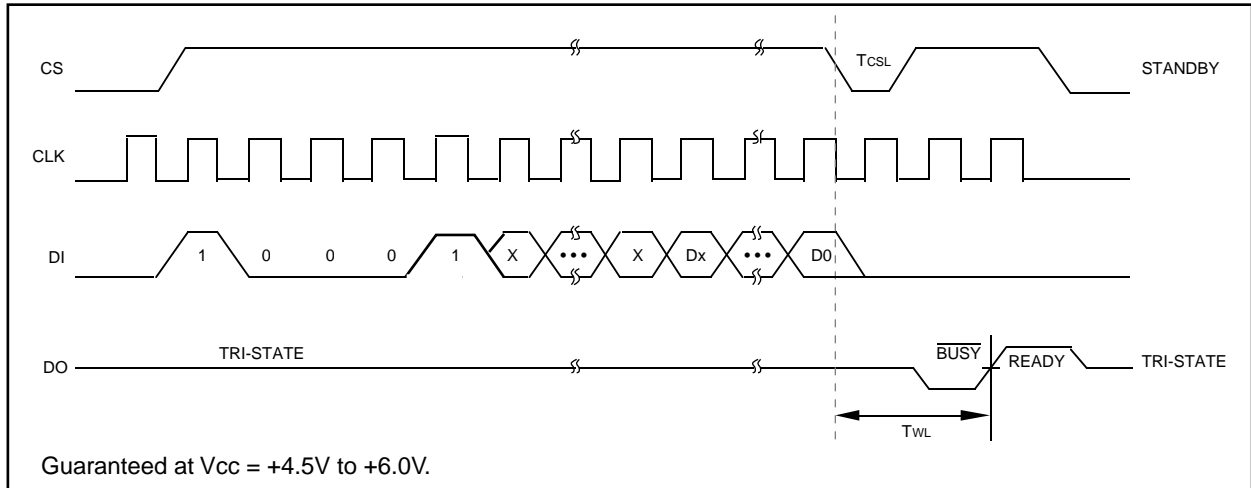 CS TCSL STANDBY
CLK
DI 1 0 0 0 1 X ••• X Dx ••• D0
TRI-STATE BUSY READY
DO TRI-STATE
TWL
Guaranteed at Vcc = +4.5V to +6.0V.